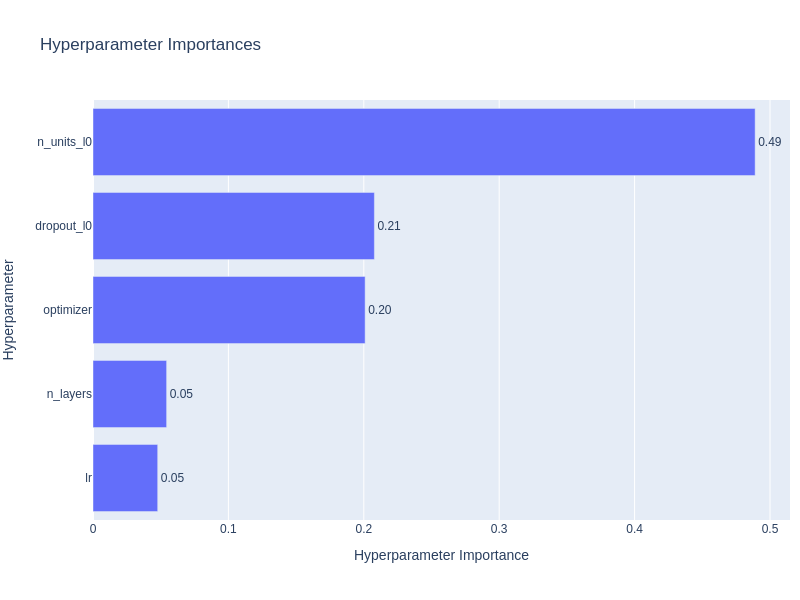 Hyperparameter Importances
n_units_l0
0.49
dropout_l0
0.21
optimizer
0.20
n_layers
0.05
lr
0.05
Hyperparameter
0
0.1
0.2
0.3
0.4
0.5
Hyperparameter Importance